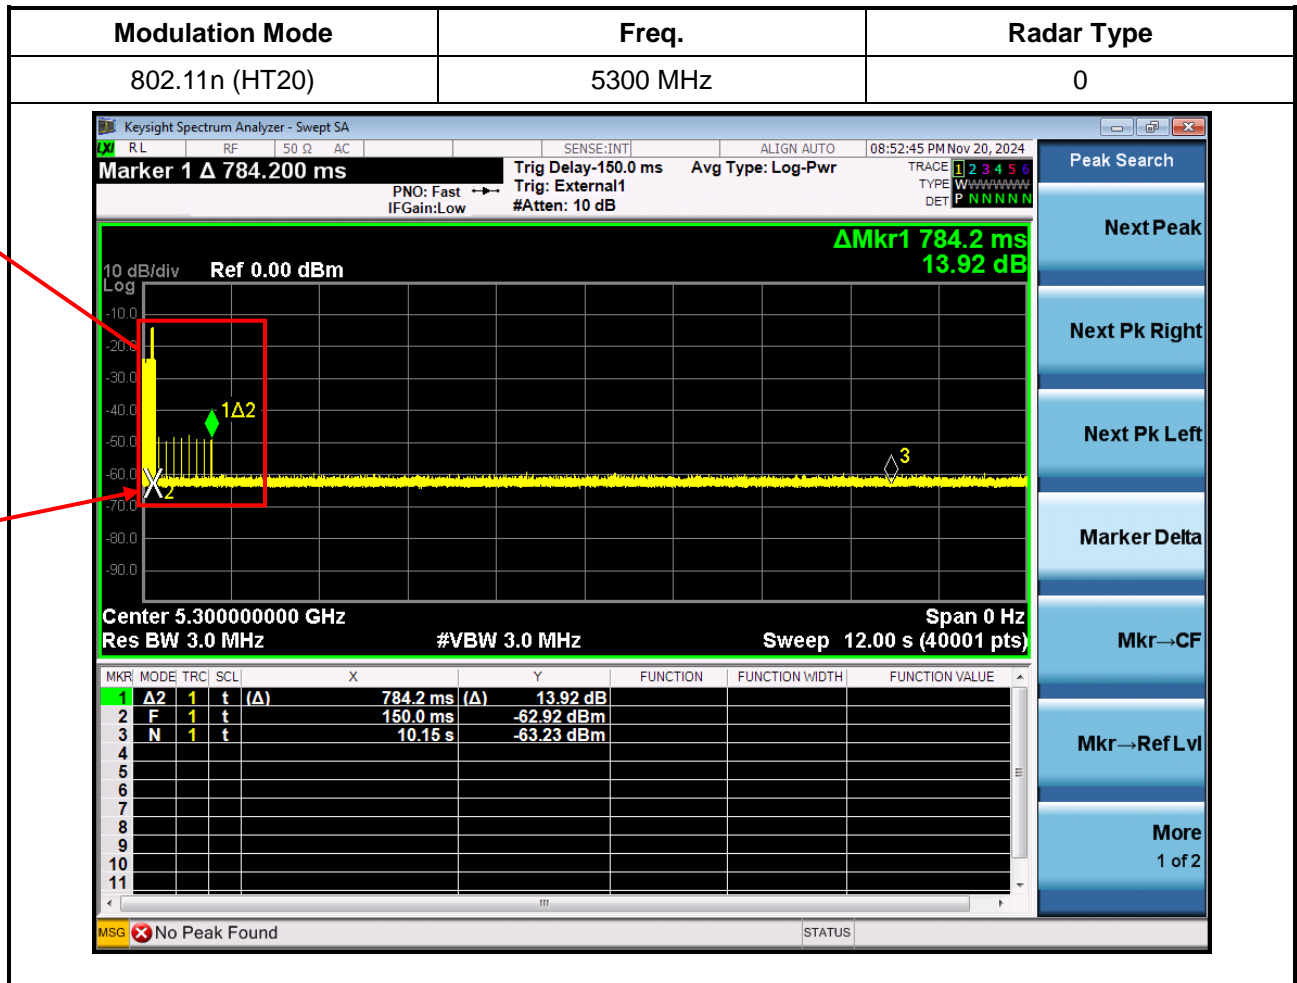 Modulation Mode Freq. Radar Type
802.11n (HT20) 5300 MHz 0
Keysight Spectrum Analyzer - Swept SA
LXI RL RF 50 Ω AC SENSE:INT ALIGN AUTO 08:52:45 PM Nov 20, 2024
Marker 1 Δ 784.200 ms
PNO: Fast
IFGain:Low
Trig Delay-150.0 ms
Trig: External1
#Atten: 10 dB
Avg Type: Log-Pwr
TRACE 1 2 3 4 5 6
TYPE WWWWWW
DET P N N N N N
Peak Search
Next Peak
Next Pk Right
Next Pk Left
Marker Delta
Mkr→CF
Mkr→Ref Lvl
More
1 of 2
ΔMkr1 784.2 ms
13.92 dB
10 dB/div Ref 0.00 dBm
Log
-10.0
-20.0
-30.0
-40.0
-50.0
-60.0
-70.0
-80.0
-90.0
1Δ2
2
3
Center 5.300000000 GHz Span 0 Hz
Res BW 3.0 MHz #VBW 3.0 MHz Sweep 12.00 s (40001 pts)
MKR MODE TRC SCL X Y FUNCTION FUNCTION WIDTH FUNCTION VALUE
1 Δ2 1 t (Δ) 784.2 ms (Δ) 13.92 dB
2 F 1 t 150.0 ms -62.92 dBm
3 N 1 t 10.15 s -63.23 dBm
4
5
6
7
8
9
10
11
MSG No Peak Found STATUS